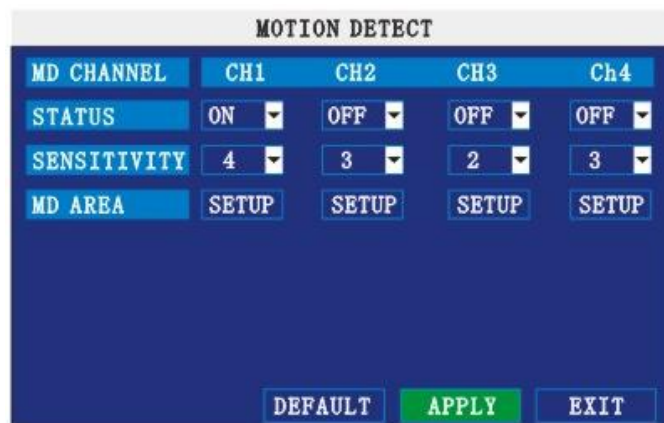 MOTION DETECT
MD CHANNEL CH1 CH2 CH3 Ch4
STATUS ON OFF OFF OFF
SENSITIVITY 4 3 2 3
MD AREA SETUP SETUP SETUP SETUP
DEFAULT APPLY EXIT